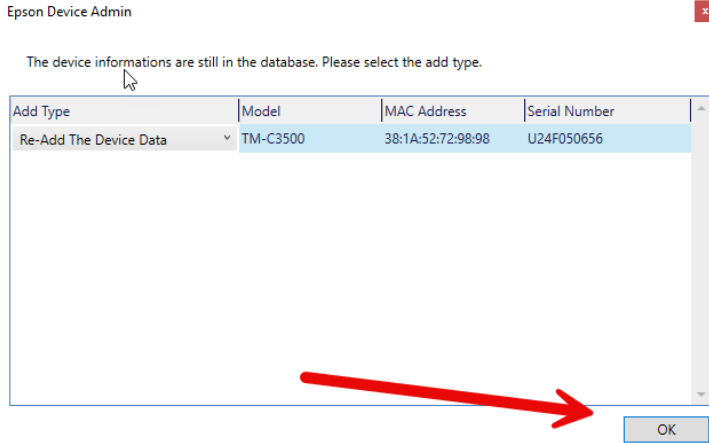 Epson Device Admin
x
The device informations are still in the database. Please select the add type.
Add Type Model MAC Address Serial Number
Re-Add The Device Data TM-C3500 38:1A:52:72:98:98 U24F050656
OK